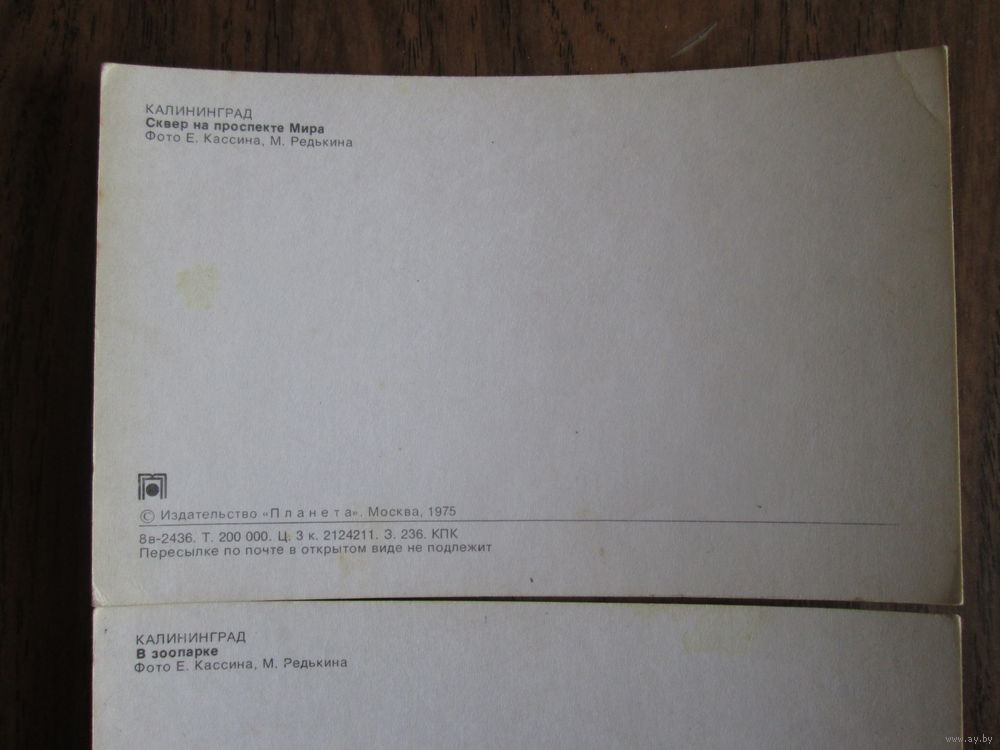 КАЛИНИНГРАД
Сквер на проспекте Мира
Фото Е. Кассина, М. Редькина
© Издательство «П л а н е т а». Москва, 1975
8в-2436. Т. 200 000. Ц. 3 к. 2124211. З. 236. КПК
Пересылке по почте в открытом виде не подлежит
КАЛИНИНГРАД
В зоопарке
Фото Е. Кассина, М. Редькина
www.ay.by